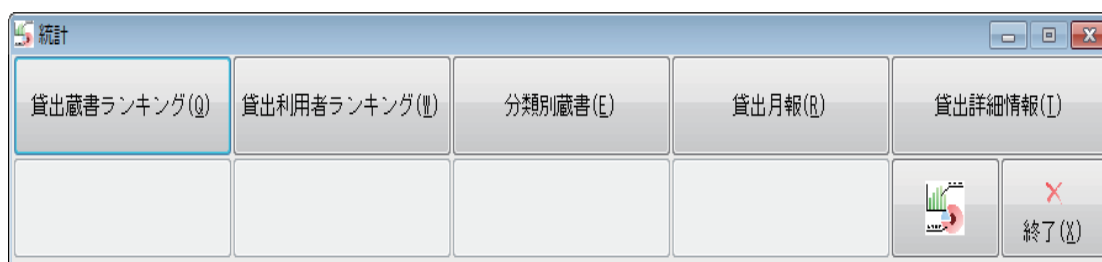 統計
貸出蔵書ランキング(Q)
貸出利用者ランキング(W)
分類別蔵書(E)
貸出月報(R)
貸出詳細情報(T)
終了(X)